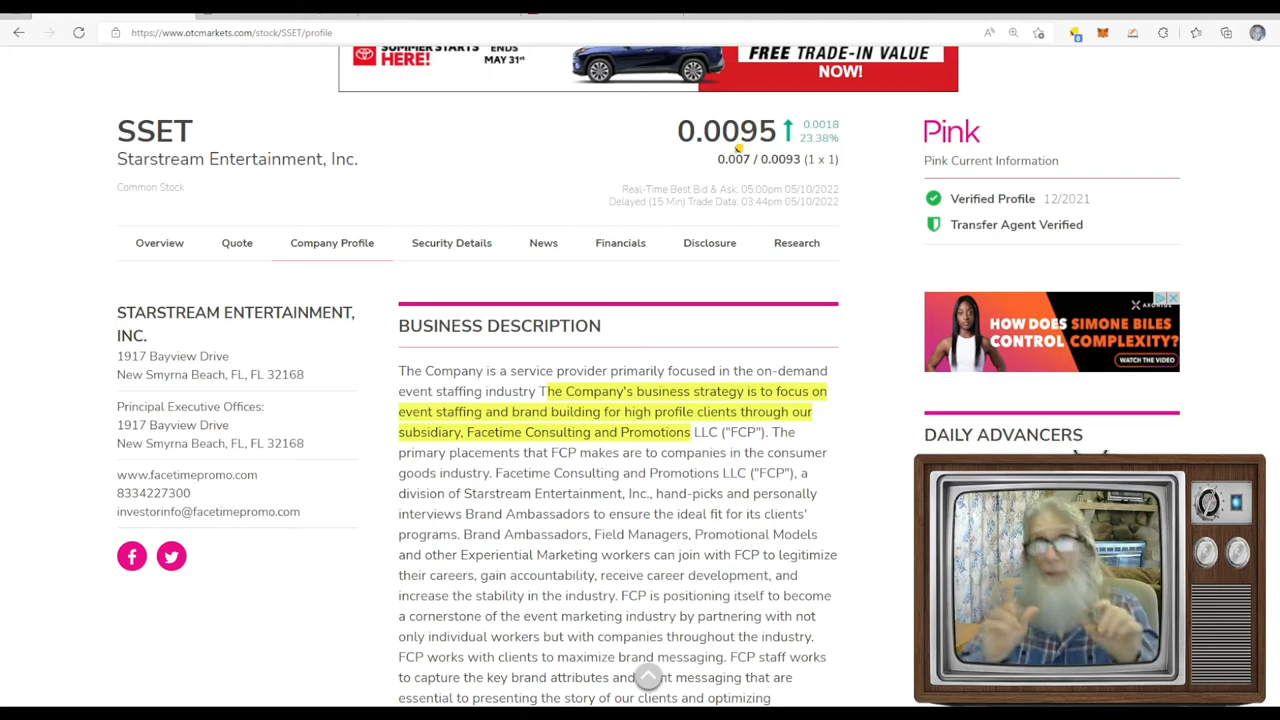 https://www.otcmarkets.com/stock/SSET/profile
SUMMER STARTS
HERE!
ENDS
MAY 31st
FREE TRADE-IN VALUE
NOW!
SSET
Starstream Entertainment, Inc.
Common Stock
0.0095
0.0018
23.38%
0.007 / 0.0093 (1 x 1)
Real-Time Best Bid & Ask: 05:00pm 05/10/2022
Delayed (15 Min) Trade Data: 03:44pm 05/10/2022
Pink
Pink Current Information
Verified Profile 12/2021
Transfer Agent Verified
Overview Quote Company Profile Security Details News Financials Disclosure Research
STARSTREAM ENTERTAINMENT,
INC.
1917 Bayview Drive
New Smyrna Beach, FL, FL 32168
Principal Executive Offices:
1917 Bayview Drive
New Smyrna Beach, FL, FL 32168
www.facetimepromo.com
8334227300
investorinfo@facetimepromo.com
BUSINESS DESCRIPTION
The Company is a service provider primarily focused in the on-demand
event staffing industry The Company's business strategy is to focus on
event staffing and brand building for high profile clients through our
subsidiary, Facetime Consulting and Promotions LLC ("FCP"). The
primary placements that FCP makes are to companies in the consumer
goods industry. Facetime Consulting and Promotions LLC ("FCP"), a
division of Starstream Entertainment, Inc., hand-picks and personally
interviews Brand Ambassadors to ensure the ideal fit for its clients'
programs. Brand Ambassadors, Field Managers, Promotional Models
and other Experiential Marketing workers can join with FCP to legitimize
their careers, gain accountability, receive career development, and
increase the stability in the industry. FCP is positioning itself to become
a cornerstone of the event marketing industry by partnering with not
only individual workers but with companies throughout the industry.
FCP works with clients to maximize brand messaging. FCP staff works
to capture the key brand attributes and messaging that are
essential to presenting the story of our clients and optimizing
AXONIUS
HOW DOES SIMONE BILES
CONTROL COMPLEXITY?
WATCH THE VIDEO
DAILY ADVANCERS